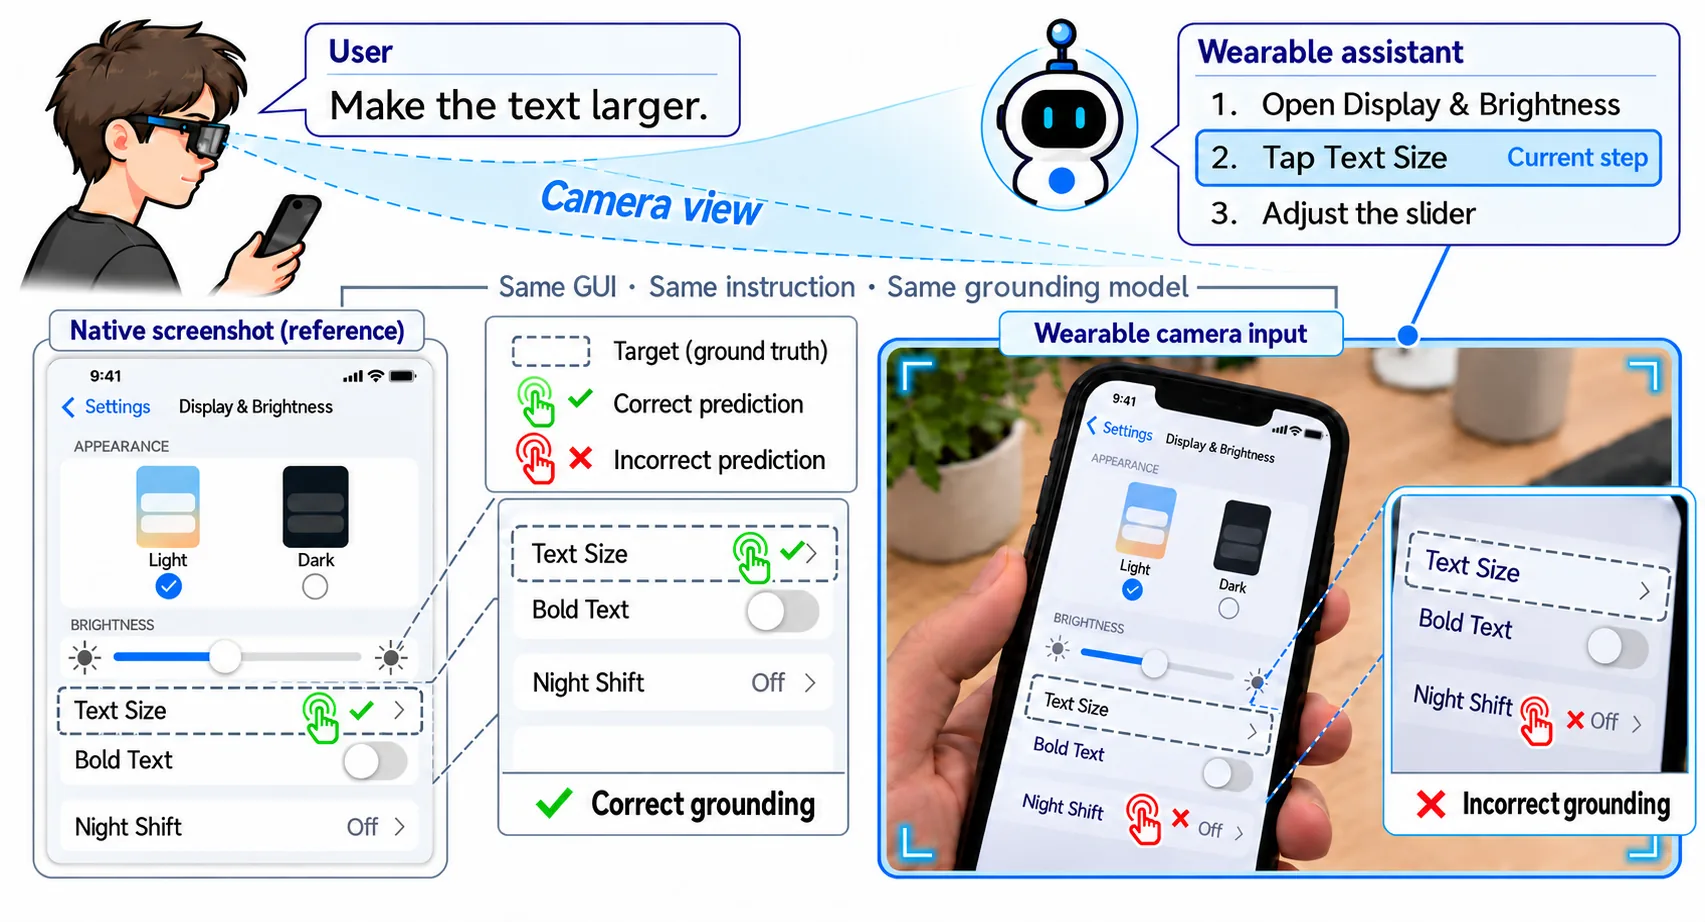 User
Make the text larger.
Wearable assistant
1. Open Display & Brightness
2. Tap Text Size Current step
3. Adjust the slider
Camera view
Same GUI · Same instruction · Same grounding model
Native screenshot (reference)
9:41
Settings Display & Brightness
APPEARANCE
Light Dark
BRIGHTNESS
Text Size
Bold Text
Night Shift Off
Target (ground truth)
Correct prediction
Incorrect prediction
Text Size
Bold Text
Night Shift Off
Correct grounding
Wearable camera input
9:41
Settings Display & Brightness
APPEARANCE
Light Dark
BRIGHTNESS
Text Size
Bold Text
Night Shift Off
Text Size
Bold Text
Night Shift Off
Incorrect grounding